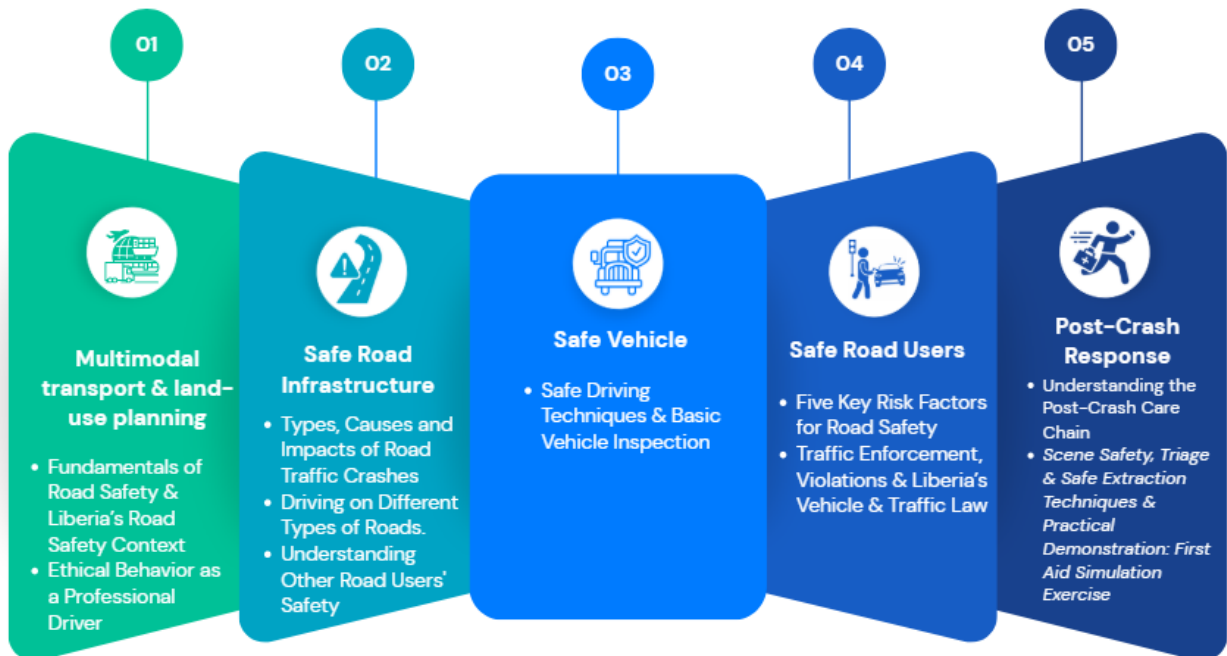 01
Multimodal
transport & land-
use planning
• Fundamentals of
Road Safety &
Liberia's Road
Safety Context
• Ethical Behavior as
a Professional
Driver
02
Safe Road
Infrastructure
• Types, Causes and
Impacts of Road
Traffic Crashes
• Driving on Different
Types of Roads.
• Understanding
Other Road Users'
Safety
03
Safe Vehicle
• Safe Driving
Techniques & Basic
Vehicle Inspection
04
Safe Road Users
• Five Key Risk Factors
for Road Safety
• Traffic Enforcement,
Violations & Liberia's
Vehicle & Traffic Law
05
Post-Crash
Response
• Understanding the
Post-Crash Care
Chain
• Scene Safety, Triage
& Safe Extraction
Techniques &
Practical
Demonstration: First
Aid Simulation
Exercise